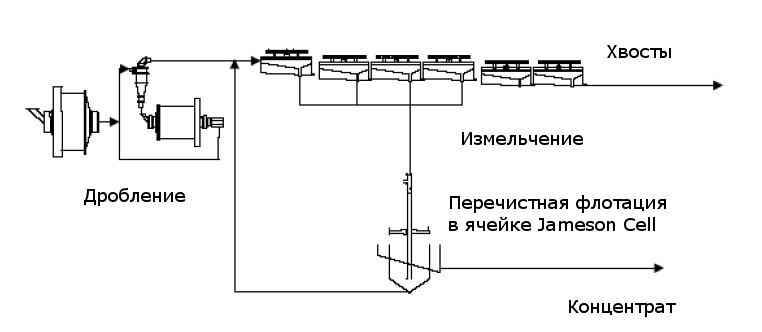 Хвосты
Измельчение
Дробление
Перечистная флотация
в ячейке Jameson Cell
Концентрат